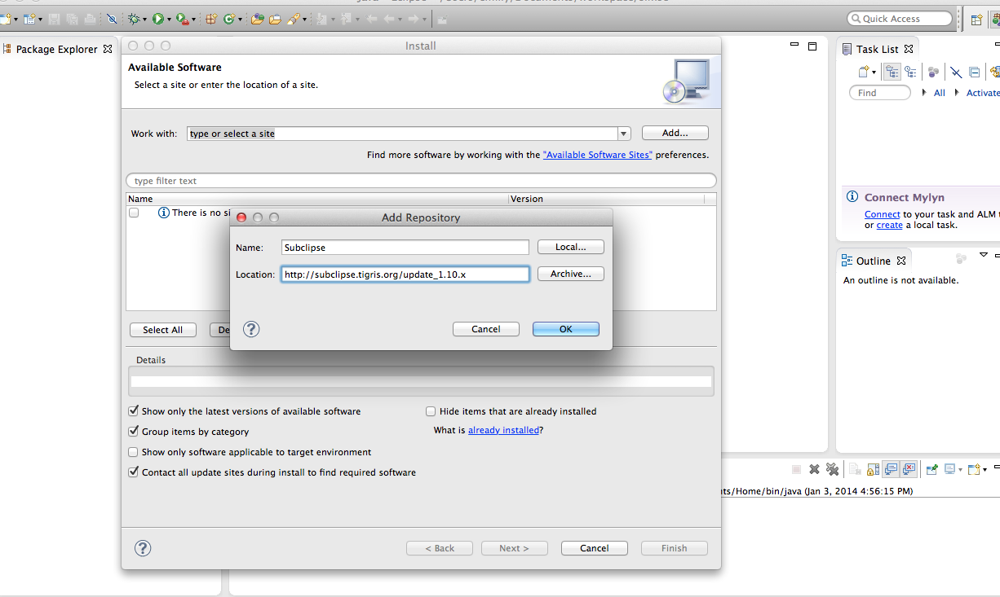 Quick Access
Package Explorer
Install
Task List
Available Software
Select a site or enter the location of a site.
Find
All
Activate
Work with:
type or select a site
Add...
Find more software by working with the "Available Software Sites" preferences.
type filter text
Name
Version
There is no si
Connect Mylyn
Connect to your task and ALM
or create a local task.
Add Repository
Name:
Subclipse
Local...
Location:
http://subclipse.tigris.org/update_1.10.x
Archive...
Outline
An outline is not available.
?
Cancel
OK
Select All
De
Details
Show only the latest versions of available software
Hide items that are already installed
Group items by category
What is already installed?
Show only software applicable to target environment
Contact all update sites during install to find required software
nts/Home/bin/java (Jan 3, 2014 4:56:15 PM)
?
< Back
Next >
Cancel
Finish